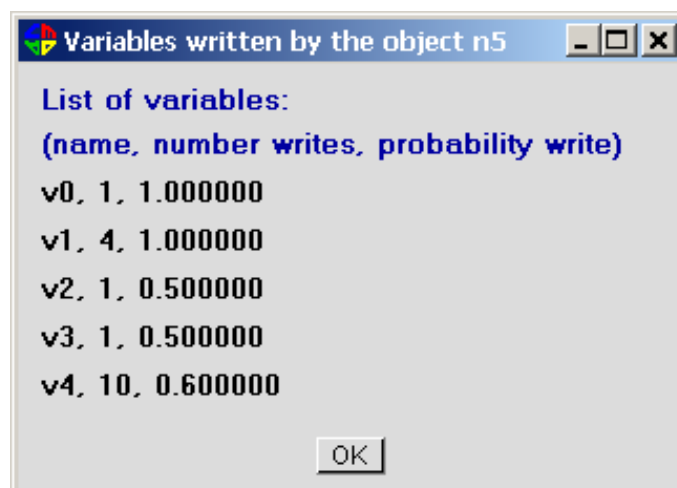 Variables written by the object n5
List of variables:
(name, number writes, probability write)
v0, 1, 1.000000
v1, 4, 1.000000
v2, 1, 0.500000
v3, 1, 0.500000
v4, 10, 0.600000
OK